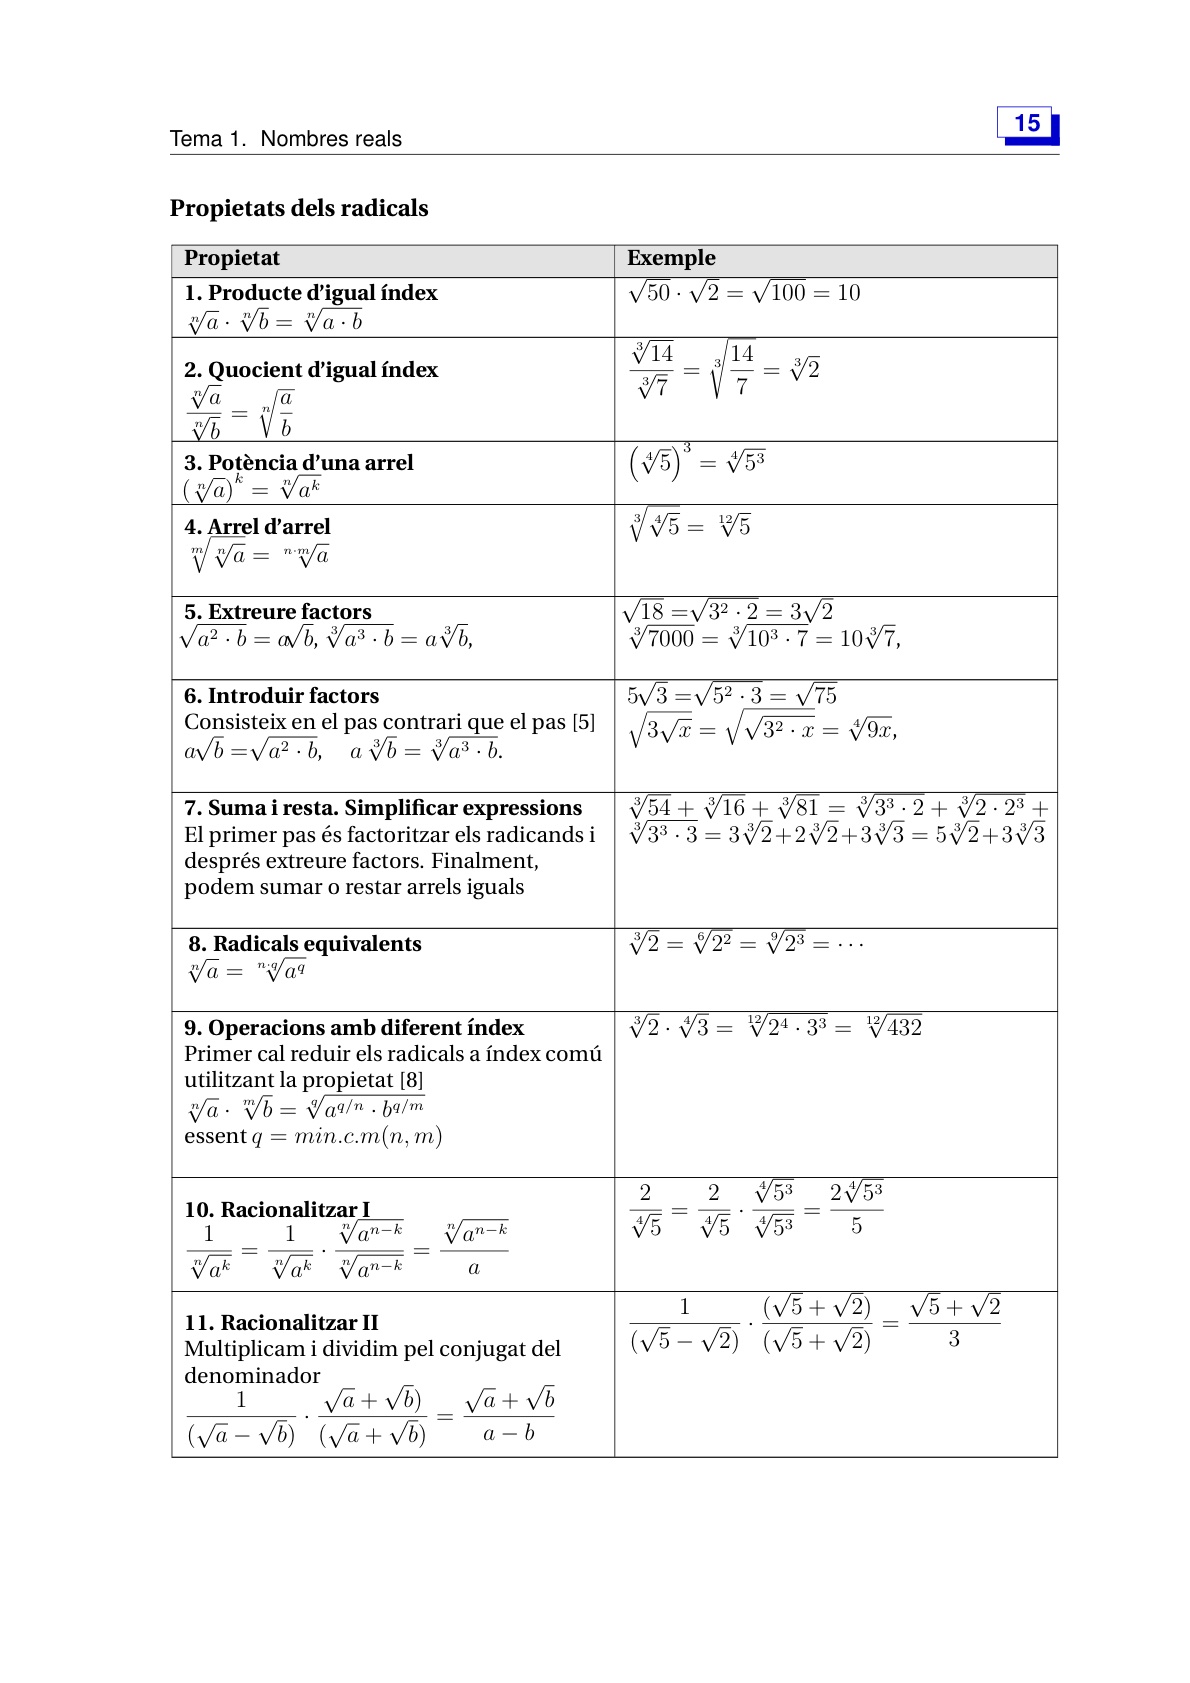 Tema 1. Nombres reals
15
Propietats dels radicals
Propietat
Exemple
1. Producte d'igual índex
$\sqrt[n]{a} \cdot \sqrt[n]{b} = \sqrt[n]{a \cdot b}$
$\sqrt{50} \cdot \sqrt{2} = \sqrt{100} = 10$
2. Quocient d'igual índex
$\frac{\sqrt[n]{a}}{\sqrt[n]{b}} = \sqrt[n]{\frac{a}{b}}$
$\frac{\sqrt[3]{14}}{\sqrt[3]{7}} = \sqrt[3]{\frac{14}{7}} = \sqrt[3]{2}$
3. Potència d'una arrel
$(\sqrt[n]{a})^k = \sqrt[n]{a^k}$
$\left(\sqrt[4]{5}\right)^3 = \sqrt[4]{5^3}$
4. Arrel d'arrel
$\sqrt[m]{\sqrt[n]{a}} = \sqrt[n \cdot m]{a}$
$\sqrt[3]{\sqrt[4]{5}} = \sqrt[12]{5}$
5. Extreure factors
$\sqrt{a^2 \cdot b} = a\sqrt{b}$, $\sqrt[3]{a^3 \cdot b} = a\sqrt[3]{b}$,
$\sqrt{18} = \sqrt{3^2 \cdot 2} = 3\sqrt{2}$
$\sqrt[3]{7000} = \sqrt[3]{10^3 \cdot 7} = 10\sqrt[3]{7}$,
6. Introduir factors
Consisteix en el pas contrari que el pas [5]
$a\sqrt{b} = \sqrt{a^2 \cdot b}$, $a\sqrt[3]{b} = \sqrt[3]{a^3 \cdot b}$.
$5\sqrt{3} = \sqrt{5^2 \cdot 3} = \sqrt{75}$
$\sqrt{3\sqrt{x}} = \sqrt{\sqrt{3^2 \cdot x}} = \sqrt[4]{9x}$,
7. Suma i resta. Simplificar expressions
El primer pas és factoritzar els radicands i
després extreure factors. Finalment,
podem sumar o restar arrels iguals
$\sqrt[3]{54} + \sqrt[3]{16} + \sqrt[3]{81} = \sqrt[3]{3^3 \cdot 2} + \sqrt[3]{2 \cdot 2^3} +$
$\sqrt[3]{3^3 \cdot 3} = 3\sqrt[3]{2} + 2\sqrt[3]{2} + 3\sqrt[3]{3} = 5\sqrt[3]{2} + 3\sqrt[3]{3}$
8. Radicals equivalents
$\sqrt[n]{a} = \sqrt[n \cdot q]{a^q}$
$\sqrt[3]{2} = \sqrt[6]{2^2} = \sqrt[9]{2^3} = \cdots$
9. Operacions amb diferent índex
Primer cal reduir els radicals a índex comú
utilitzant la propietat [8]
$\sqrt[n]{a} \cdot \sqrt[m]{b} = \sqrt[q]{a^{q/n} \cdot b^{q/m}}$
essent $q = min.c.m(n, m)$
$\sqrt[3]{2} \cdot \sqrt[4]{3} = \sqrt[12]{2^4 \cdot 3^3} = \sqrt[12]{432}$
10. Racionalitzar I
$\frac{1}{\sqrt[n]{a^k}} = \frac{1}{\sqrt[n]{a^k}} \cdot \frac{\sqrt[n]{a^{n-k}}}{\sqrt[n]{a^{n-k}}} = \frac{\sqrt[n]{a^{n-k}}}{a}$
$\frac{2}{\sqrt[4]{5}} = \frac{2}{\sqrt[4]{5}} \cdot \frac{\sqrt[4]{5^3}}{\sqrt[4]{5^3}} = \frac{2\sqrt[4]{5^3}}{5}$
11. Racionalitzar II
Multiplicam i dividim pel conjugat del
denominador
$\frac{1}{(\sqrt{a} - \sqrt{b})} \cdot \frac{\sqrt{a} + \sqrt{b})}{(\sqrt{a} + \sqrt{b})} = \frac{\sqrt{a} + \sqrt{b}}{a - b}$
$\frac{1}{(\sqrt{5} - \sqrt{2})} \cdot \frac{(\sqrt{5} + \sqrt{2})}{(\sqrt{5} + \sqrt{2})} = \frac{\sqrt{5} + \sqrt{2}}{3}$